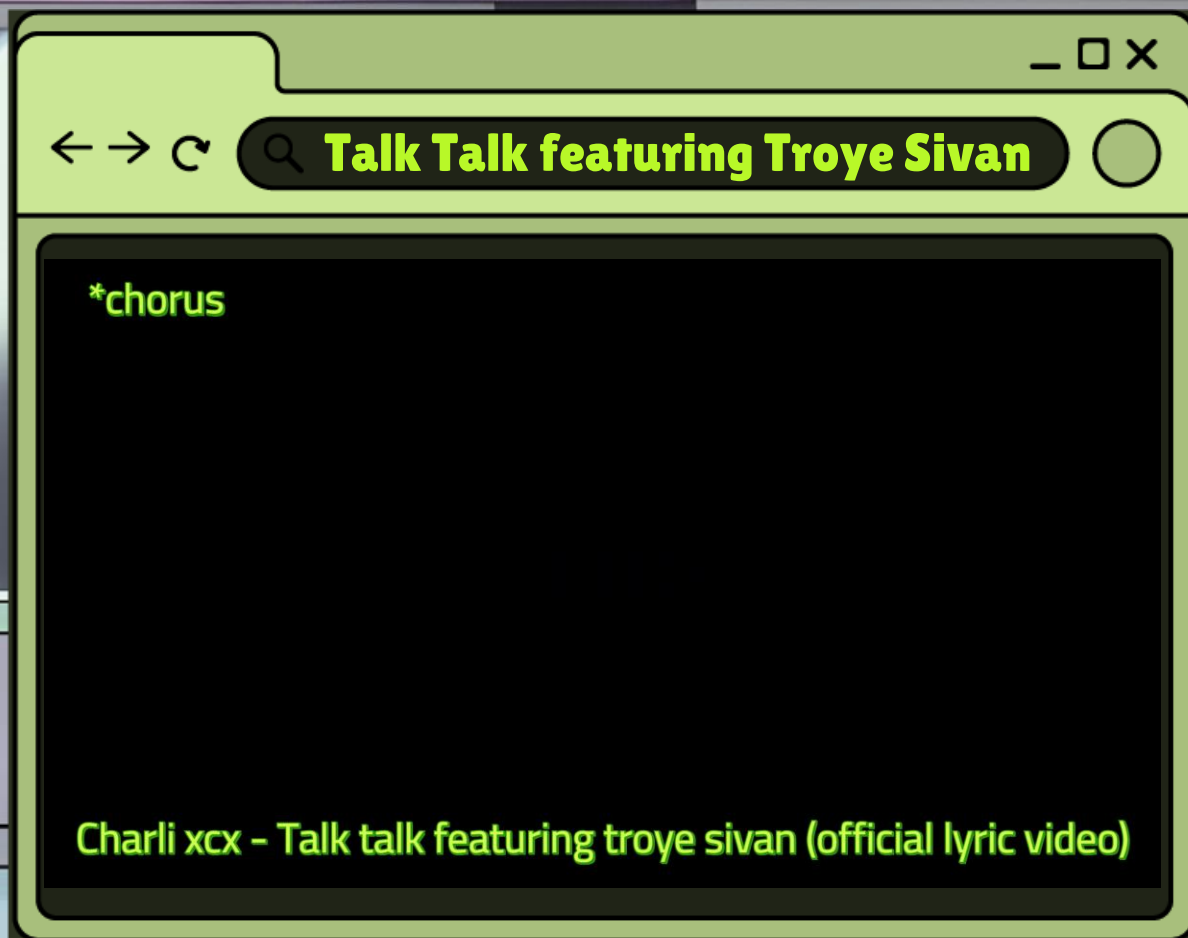 Talk Talk featuring Troye Sivan
*chorus
Charli xcx - Talk talk featuring troye sivan (official lyric video)